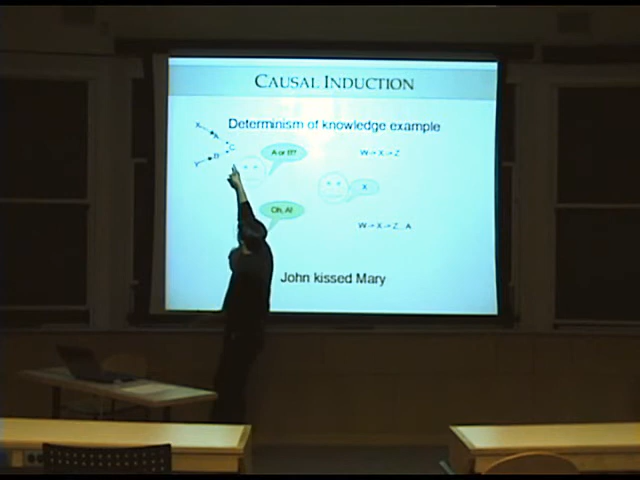 CAUSAL INDUCTION
Determinism of knowledge example
X
A
C
B
Y
A or B?
W -> X -> Z
X
Oh, A!
W -> X -> Z...A
John kissed Mary